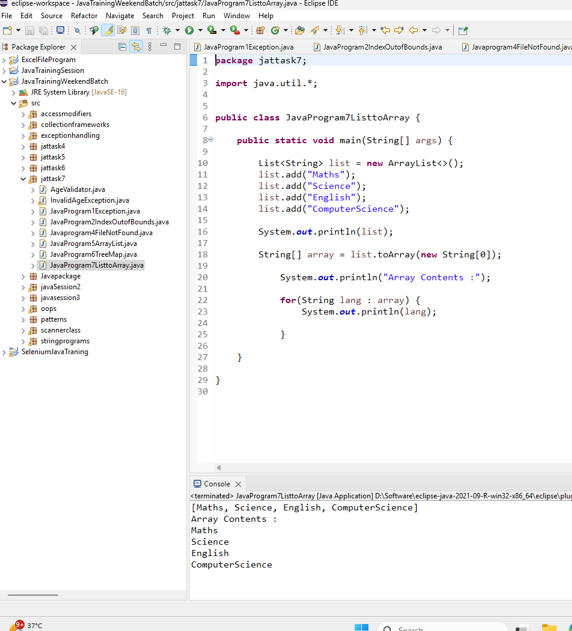 eclipse-workspace - JavaTrainingWeekendBatch/src/jattask7/JavaProgram7ListtoArray.java - Eclipse IDE
File Edit Source Refactor Navigate Search Project Run Window Help
Package Explorer
ExcelFileProgram
JavaTrainingSession
JavaTrainingWeekendBatch
JRE System Library [JavaSE-16]
src
accessmodifiers
collectionframeworks
exceptionhandling
jattask4
jattask5
jattask6
jattask7
AgeValidator.java
InvalidAgeException.java
JavaProgram1Exception.java
JavaProgram2IndexOutofBounds.java
Javaprogram4FileNotFound.java
JavaProgram5ArrayList.java
JavaProgram6TreeMap.java
JavaProgram7ListtoArray.java
Javapackage
javaSession2
javasession3
oops
patterns
scannerclass
stringprograms
SeleniumJavaTraning
JavaProgram1Exception.java JavaProgram2IndexOutofBounds.java Javaprogram4FileNotFound.java
1 package jattask7;
2
3 import java.util.*;
4
5
6 public class JavaProgram7ListtoArray {
7
8 public static void main(String[] args) {
9
10 List<String> list = new ArrayList<>();
11 list.add("Maths");
12 list.add("Science");
13 list.add("English");
14 list.add("ComputerScience");
15
16 System.out.println(list);
17
18 String[] array = list.toArray(new String[0]);
19
20 System.out.println("Array Contents :");
21
22 for(String lang : array) {
23 System.out.println(lang);
24
25 }
26
27 }
28
29 }
30
Console
<terminated> JavaProgram7ListtoArray [Java Application] D:\Software\eclipse-java-2021-09-R-win32-x86_64\eclipse\plug
[Maths, Science, English, ComputerScience]
Array Contents :
Maths
Science
English
ComputerScience
9+ 37°C
Search